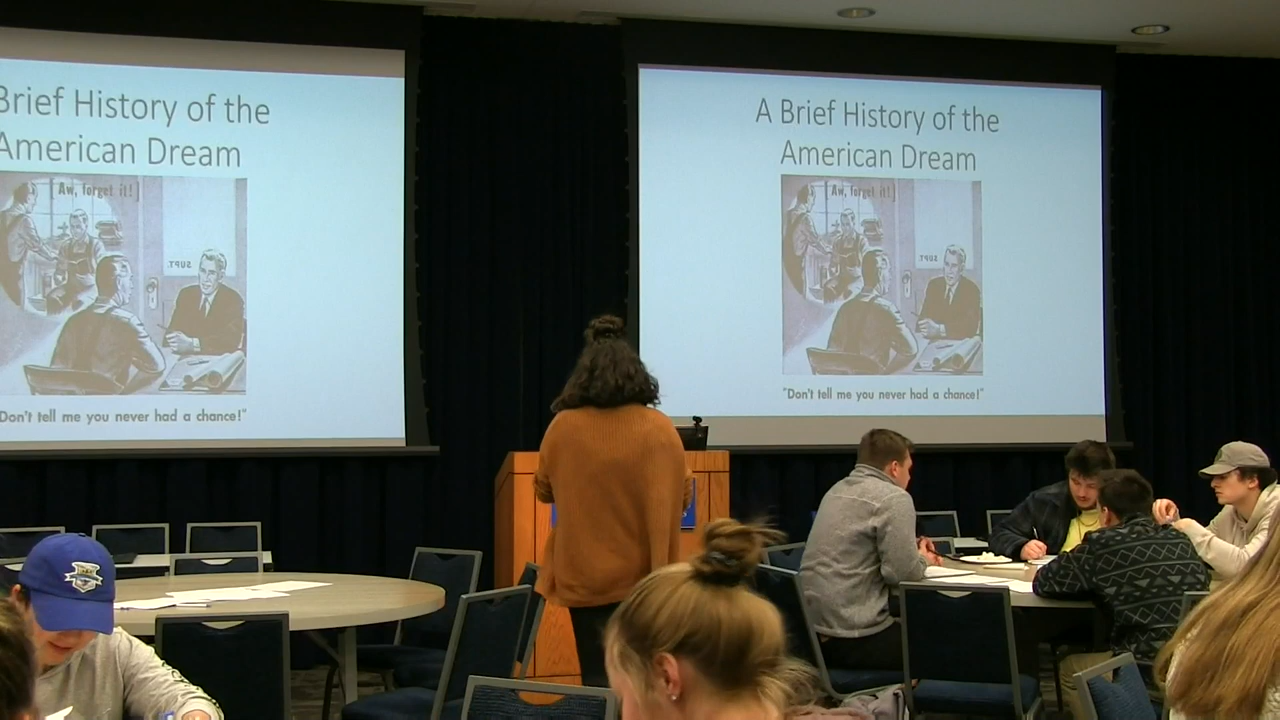 Brief History of the
American Dream
Aw, forget it!
SUPT.
Don't tell me you never had a chance!"
A Brief History of the
American Dream
Aw, forget it!
SUPT.
"Don't tell me you never had a chance!"